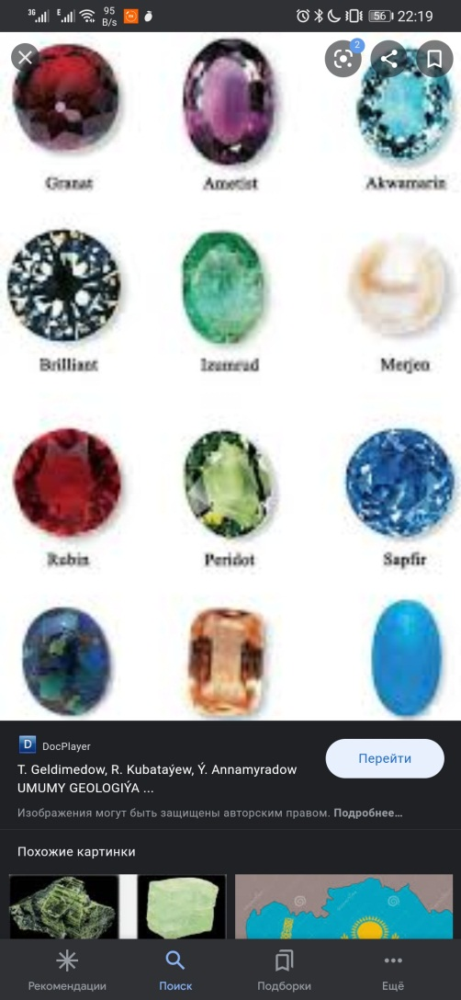 3G E 95 B/s 56 22:19
2
Granat Ametist Akwamarin
Brilliant Izumrud Merjen
Rubin Peridot Sapfir
D DocPlayer
T. Geldimedow, R. Kubataýew, Ý. Annamyradow
UMUMY GEOLOGIÝA ...
Перейти
Изображения могут быть защищены авторским правом. Подробнее...
Похожие картинки
Рекомендации Поиск Подборки Ещё